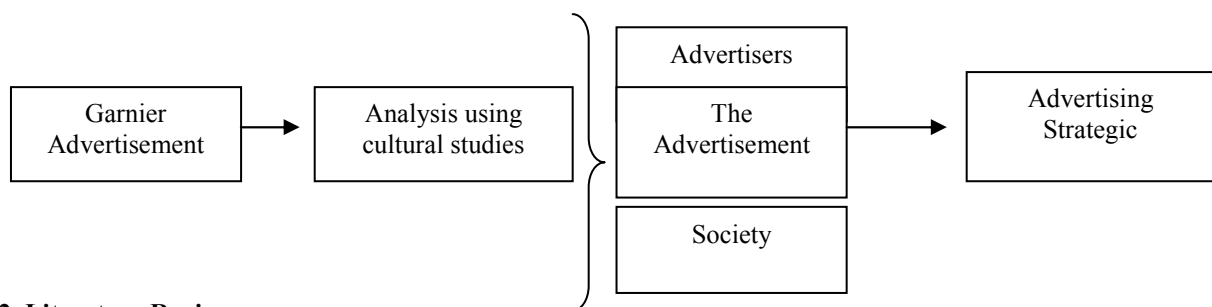 Garnier
Advertisement
Analysis using
cultural studies
Advertisers
The
Advertisement
Society
Advertising
Strategic